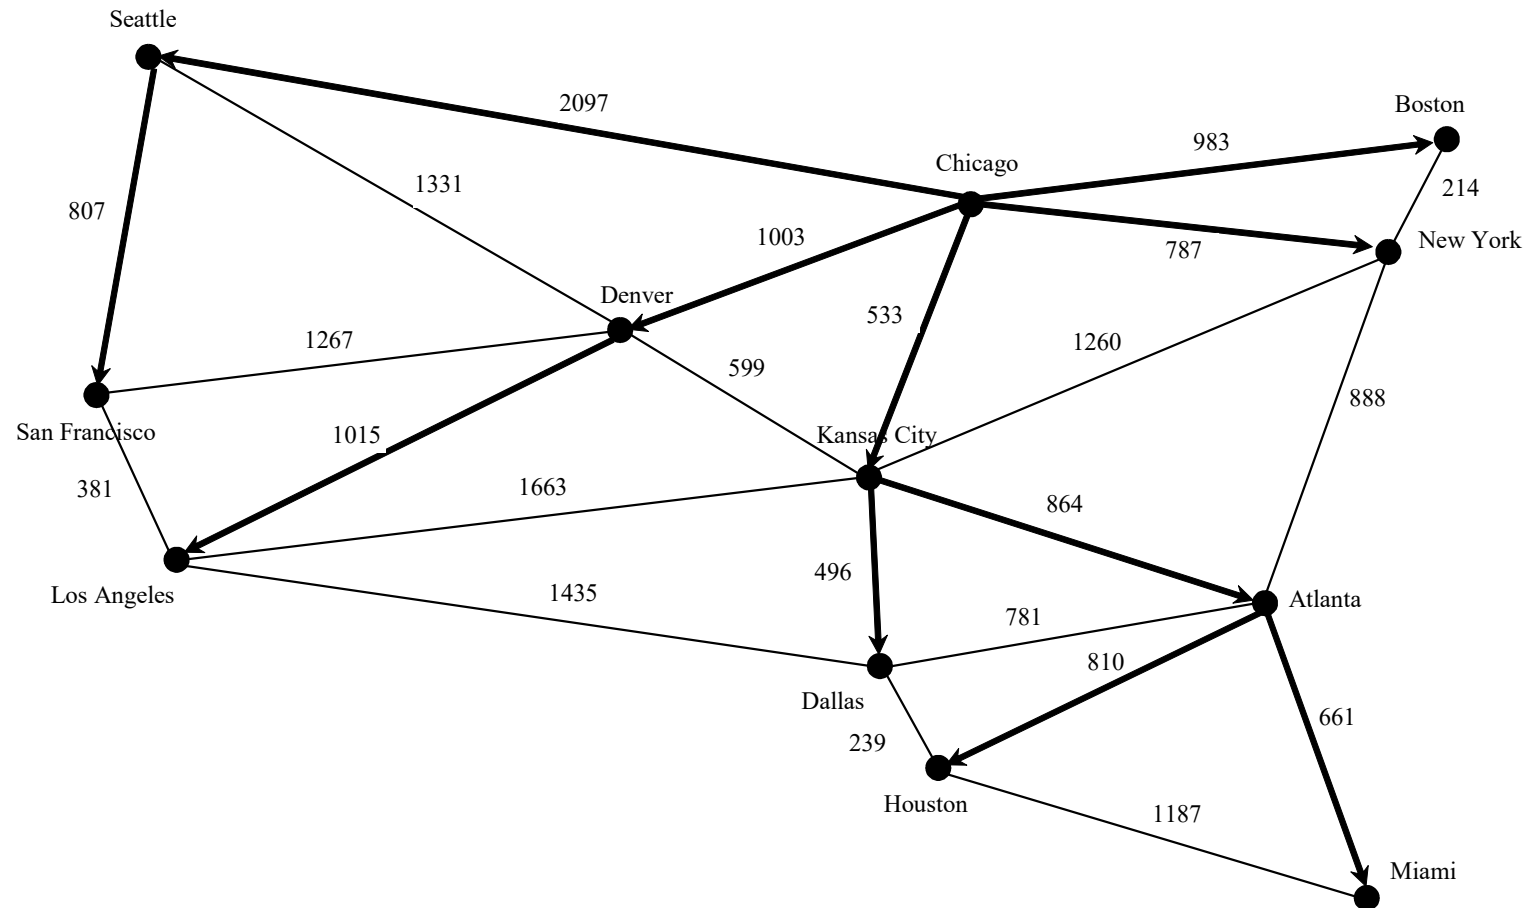 Seattle
2097
Boston
983
Chicago
1331
214
807
1003
New York
787
Denver
533
1267
1260
599
888
San Francisco
1015
Kansas City
381
1663
864
496
1435
Los Angeles
Atlanta
781
810
Dallas
661
239
Houston
1187
Miami